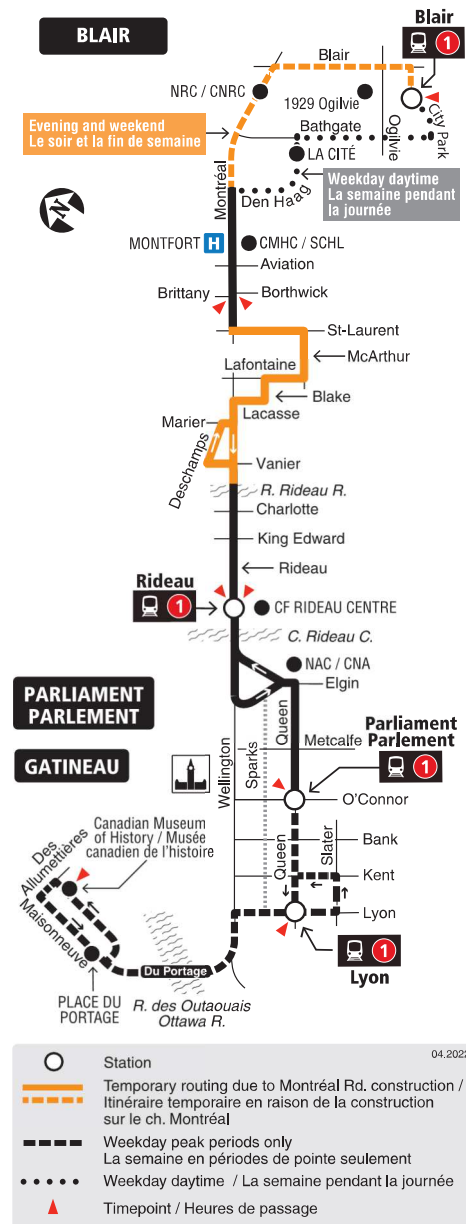 BLAIR
Blair
1
Blair
NRC / CNRC
1929 Ogilvie
City Park
Ogilvie
Evening and weekend
Le soir et la fin de semaine
Bathgate
LA CITÉ
Montréal
Den Haag
Weekday daytime
La semaine pendant
la journée
N
MONTFORT H
CMHC / SCHL
Aviation
Brittany
Borthwick
St-Laurent
McArthur
Lafontaine
Blake
Lacasse
Marier
Deschamps
Vanier
R. Rideau R.
Charlotte
King Edward
Rideau
Rideau
1
CF RIDEAU CENTRE
C. Rideau C.
NAC / CNA
Elgin
PARLIAMENT
PARLEMENT
GATINEAU
Wellington
Sparks
Queen
Metcalfe
Parliament
Parlement
1
O'Connor
Canadian Museum
of History / Musée
canadien de l'histoire
Des
Allumettières
Maisonneuve
Queen
Slater
Bank
Kent
Lyon
1
Lyon
Du Portage
PLACE DU
PORTAGE
R. des Outaouais
Ottawa R.
04.2022
Station
Temporary routing due to Montréal Rd. construction /
Itinéraire temporaire en raison de la construction
sur le ch. Montréal
Weekday peak periods only
La semaine en périodes de pointe seulement
Weekday daytime / La semaine pendant la journée
Timepoint / Heures de passage